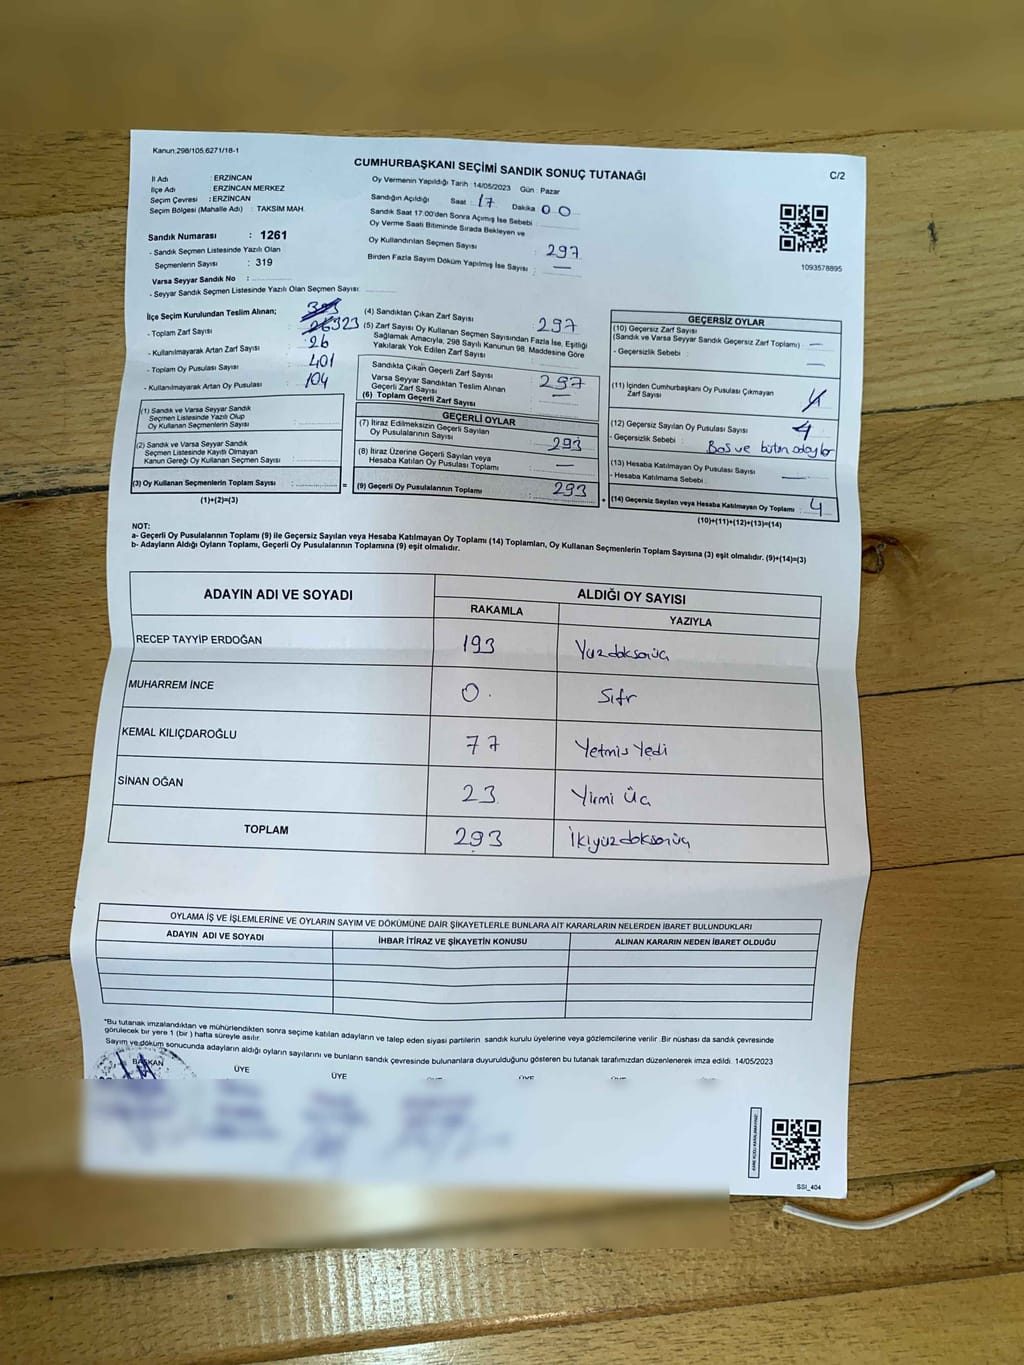 Kanun:298/105.6271/18-1
CUMHURBAŞKANI SEÇİMİ SANDIK SONUÇ TUTANAĞI
C/2
İl Adı : ERZİNCAN
İlçe Adı : ERZİNCAN MERKEZ
Seçim Çevresi : ERZİNCAN
Seçim Bölgesi (Mahalle Adı) : TAKSİM MAH.
Sandık Numarası : 1261
- Sandık Seçmen Listesinde Yazılı Olan
Seçmenlerin Sayısı : 319
Varsa Seyyar Sandık No :
- Seyyar Sandık Seçmen Listesinde Yazılı Olan Seçmen Sayısı:
Oy Vermenin Yapıldığı Tarih :14/05/2023 Gün : Pazar
Sandığın Açıldığı Saat : 17 Dakika 00
Sandık Saat 17:00'den Sonra Açımış İse Sebebi :
Oy Verme Saati Bitiminde Sırada Bekleyen ve
Oy Kullandırılan Seçmen Sayısı : 297
Birden Fazla Sayım Döküm Yapılmış İse Sayısı : —
1093578895
İlçe Seçim Kurulundan Teslim Alınan;
- Toplam Zarf Sayısı : 323
- Kullanılmayarak Artan Zarf Sayısı : 26
- Toplam Oy Pusulası Sayısı : 401
- Kullanılmayarak Artan Oy Pusulası : 104
(1) Sandık ve Varsa Seyyar Sandık
Seçmen Listesinde Yazılı Olup
Oy Kullanan Seçmenlerin Sayısı :
(2) Sandık ve Varsa Seyyar Sandık
Seçmen Listesinde Kayıtlı Olmayan
Kanun Gereği Oy Kullanan Seçmen Sayısı :
(3) Oy Kullanan Seçmenlerin Toplam Sayısı : =
(1)+(2)=(3)
(4) Sandıktan Çıkan Zarf Sayısı : 297
(5) Zarf Sayısı Oy Kullanan Seçmen Sayısından Fazla İse, Eşitliği
Sağlamak Amacıyla, 298 Sayılı Kanunun 98. Maddesine Göre
Yakılarak Yok Edilen Zarf Sayısı
Sandıkta Çıkan Geçerli Zarf Sayısı : 297
Varsa Seyyar Sandıktan Teslim Alınan
Geçerli Zarf Sayısı —
(6) Toplam Geçerli Zarf Sayısı
GEÇERLİ OYLAR
(7) İtiraz Edilmeksizin Geçerli Sayılan
Oy Pusulalarının Sayısı : 293
(8) İtiraz Üzerine Geçerli Sayılan veya
Hesaba Katılan Oy Pusulası Toplamı : —
(9) Geçerli Oy Pusulalarının Toplamı : 293 +
GEÇERSİZ OYLAR
(10) Geçersiz Zarf Sayısı
(Sandık ve Varsa Seyyar Sandık Geçersiz Zarf Toplamı) : —
- Geçersizlik Sebebi : —
(11) İçinden Cumhurbaşkanı Oy Pusulası Çıkmayan
Zarf Sayısı :
(12) Geçersiz Sayılan Oy Pusulası Sayısı : 4
- Geçersizlik Sebebi : Bos ve bütün adaylar
(13) Hesaba Katılmayan Oy Pusulası Sayısı
- Hesaba Katılmama Sebebi : —
(14) Geçersiz Sayılan veya Hesaba Katılmayan Oy Toplamı : 4
(10)+(11)+(12)+(13)=(14)
NOT:
a- Geçerli Oy Pusulalarının Toplamı (9) ile Geçersiz Sayılan veya Hesaba Katılmayan Oy Toplamı (14) Toplamları, Oy Kullanan Seçmenlerin Toplam Sayısına (3) eşit olmalıdır. (9)+(14)=(3)
b- Adayların Aldığı Oyların Toplamı, Geçerli Oy Pusulalarının Toplamına (9) eşit olmalıdır.
ADAYIN ADI VE SOYADI
ALDIĞI OY SAYISI
RAKAMLA YAZIYLA
RECEP TAYYİP ERDOĞAN 193 Yüzdoksanüç
MUHARREM İNCE 0. Sıfır
KEMAL KILIÇDAROĞLU 77 Yetmis Yedi
SİNAN OĞAN 23 Yirmi Üç
TOPLAM 293 İkiyüzdoksanüç
OYLAMA İŞ VE İŞLEMLERİNE VE OYLARIN SAYIM VE DÖKÜMÜNE DAİR ŞİKAYETLERLE BUNLARA AİT KARARLARIN NELERDEN İBARET BULUNDUKLARI
ADAYIN ADI VE SOYADI İHBAR İTİRAZ VE ŞİKAYETİN KONUSU ALINAN KARARIN NEDEN İBARET OLDUĞU
*Bu tutanak imzalandıktan ve mühürlendikten sonra seçime katılan adayların ve talep eden siyasi partilerin sandık kurulu üyelerine veya gözlemcilerine verilir. Bir nüshası da sandık çevresinde
görülecek bir yere 1 (bir ) hafta süreyle asılır.
Sayım ve döküm sonucunda adayların aldığı oyların sayılarını ve bunların sandık çevresinde bulunanlara duyurulduğunu gösteren bu tutanak tarafımızdan düzenlenerek imza edildi. 14/05/2023
BAŞKAN ÜYE ÜYE
SSİ_404